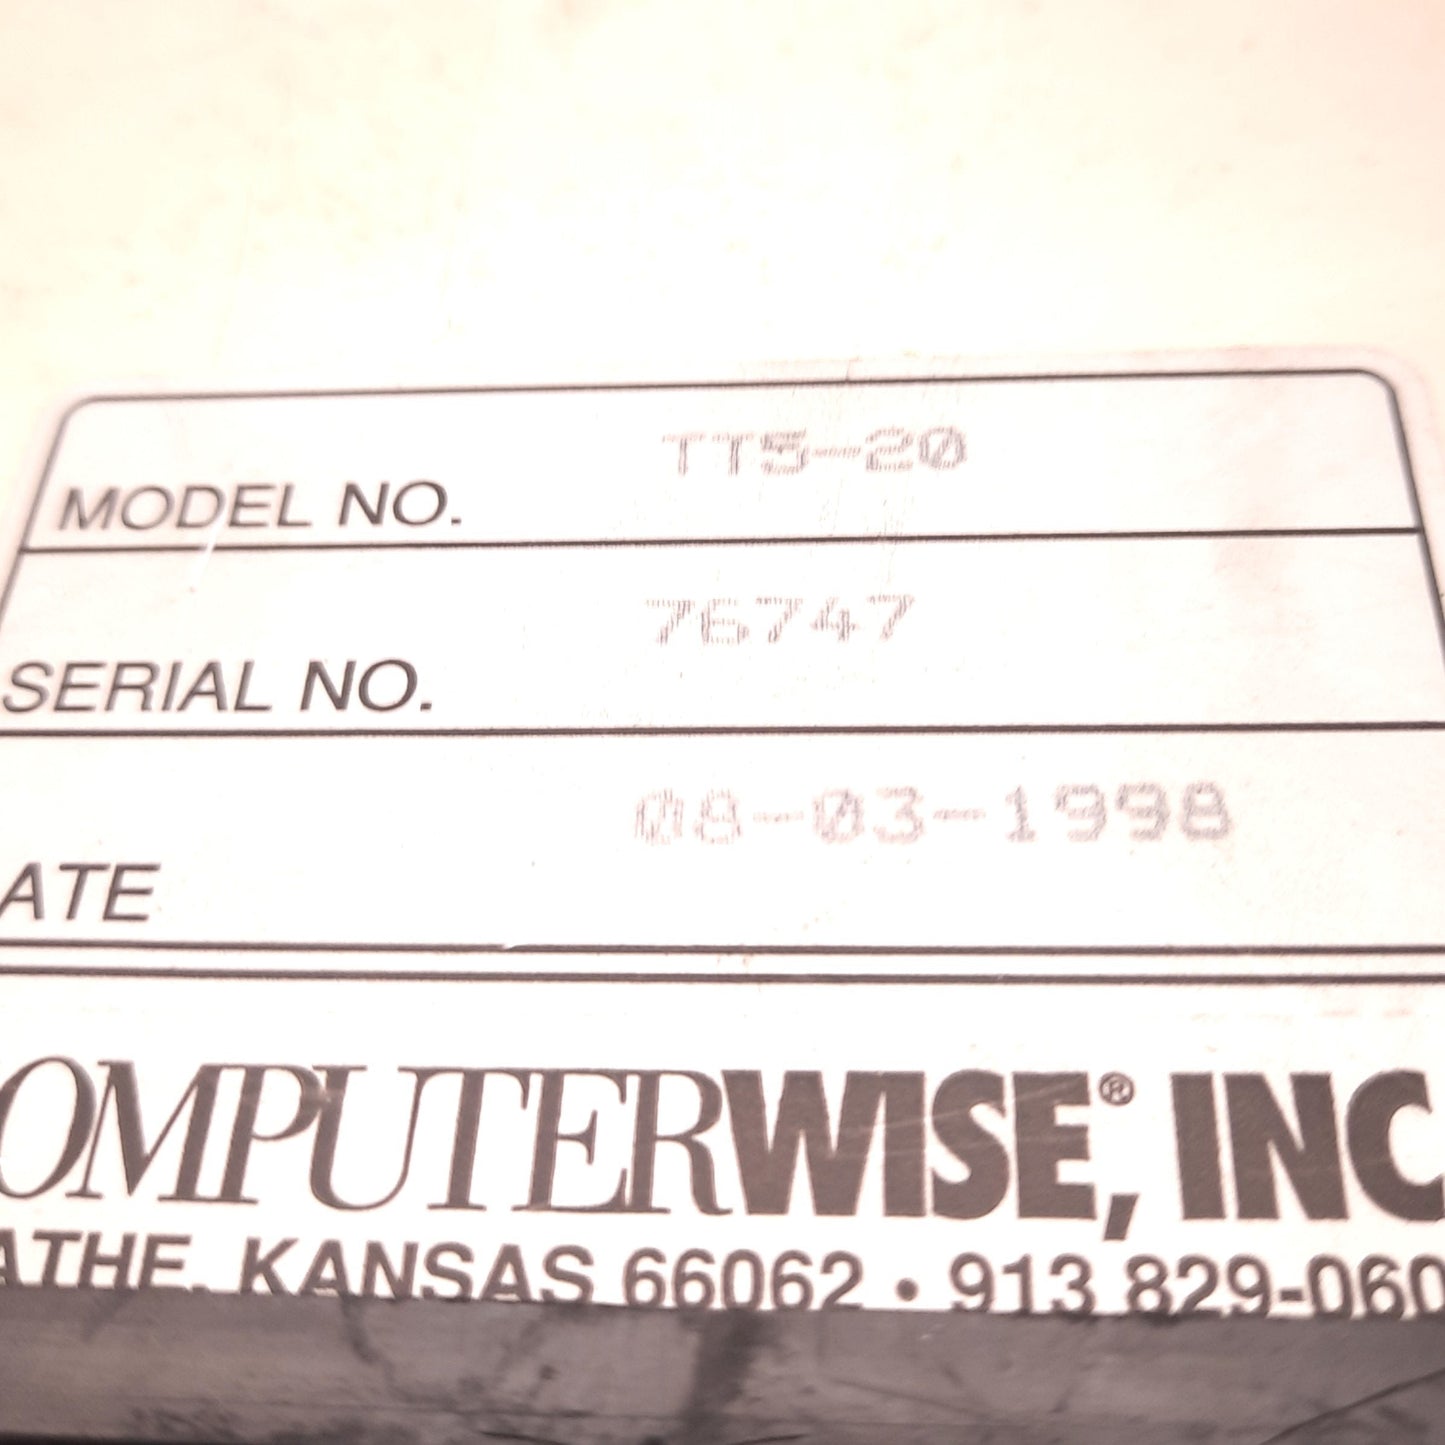 TT5-20
MODEL NO.
76747
SERIAL NO.
08-03-1998
ATE
OMPUTERWISE®, INC
ATHE, KANSAS 66062 • 913 829-060